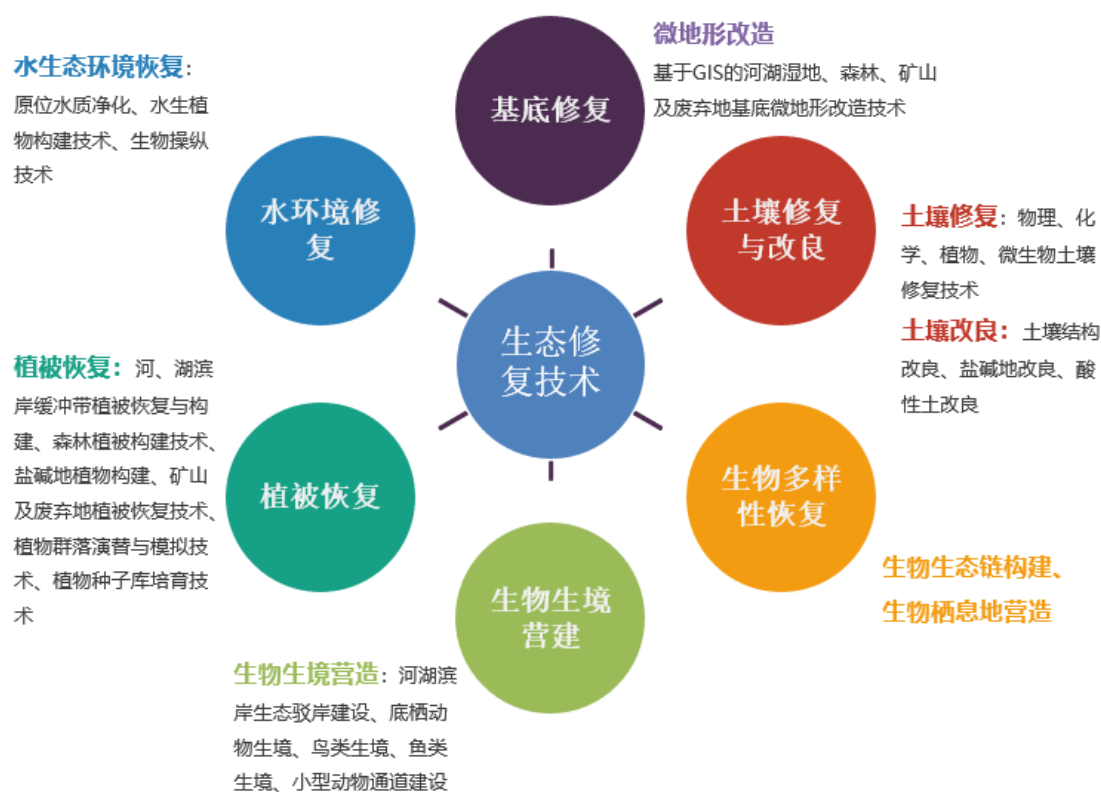 基底修复
微地形改造
基于GIS的河湖湿地、森林、矿山
及废弃地基底微地形改造技术
水生态环境恢复：
原位水质净化、水生植
物构建技术、生物操纵
技术
水环境修
复
土壤修复
与改良
土壤修复：物理、化
学、植物、微生物土壤
修复技术
土壤改良：土壤结构
改良、盐碱地改良、酸
性土改良
生态修
复技术
植被恢复：河、湖滨
岸缓冲带植被恢复与构
建、森林植被构建技术、
盐碱地植物构建、矿山
及废弃地植被恢复技术、
植物群落演替与模拟技
术、植物种子库培育技
术
植被恢复
生物多样
性恢复
生物生态链构建、
生物栖息地营造
生物生境
营建
生物生境营造：河湖滨
岸生态驳岸建设、底栖动
物生境、鸟类生境、鱼类
生境、小型动物通道建设